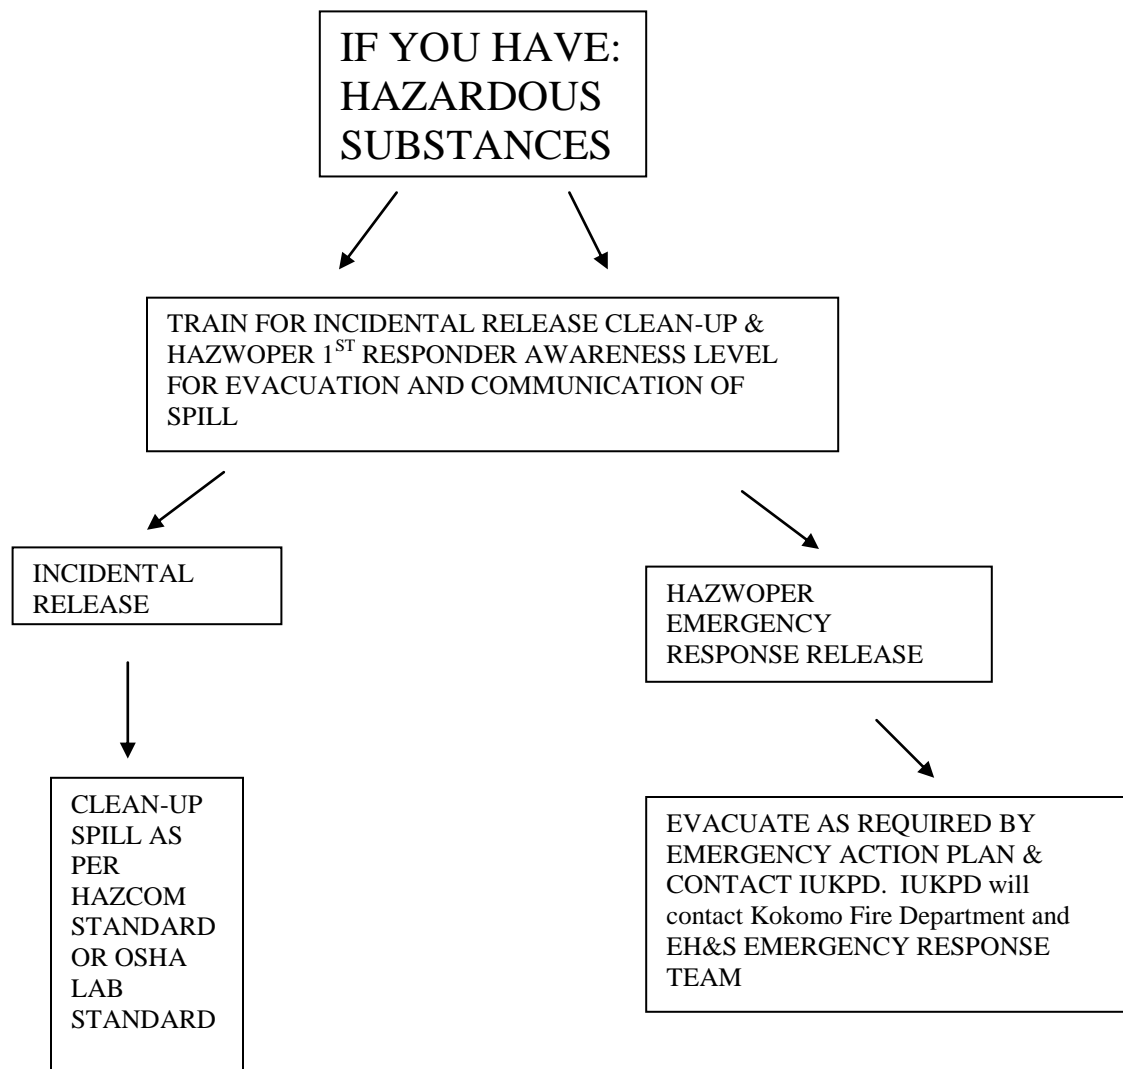 IF YOU HAVE:
HAZARDOUS
SUBSTANCES
TRAIN FOR INCIDENTAL RELEASE CLEAN-UP &
HAZWOPER 1ST RESPONDER AWARENESS LEVEL
FOR EVACUATION AND COMMUNICATION OF
SPILL
INCIDENTAL
RELEASE
HAZWOPER
EMERGENCY
RESPONSE RELEASE
CLEAN-UP
SPILL AS
PER
HAZCOM
STANDARD
OR OSHA
LAB
STANDARD
EVACUATE AS REQUIRED BY
EMERGENCY ACTION PLAN &
CONTACT IUKPD.  IUKPD will
contact Kokomo Fire Department and
EH&S EMERGENCY RESPONSE
TEAM